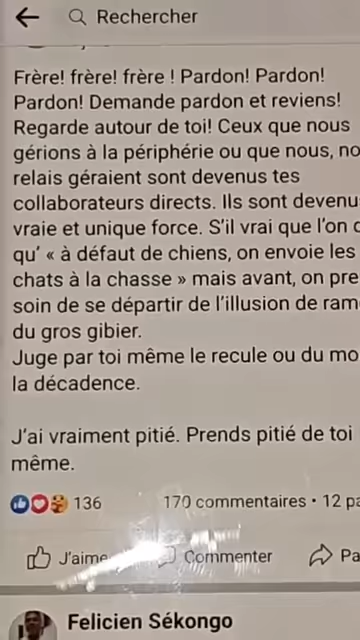 Rechercher
Frère! frère! frère ! Pardon! Pardon!
Pardon! Demande pardon et reviens!
Regarde autour de toi! Ceux que nous
gérions à la périphérie ou que nous, no
relais géraient sont devenus tes
collaborateurs directs. Ils sont devenu
vraie et unique force. S'il vrai que l'on
qu' « à défaut de chiens, on envoie les
chats à la chasse » mais avant, on pre
soin de se départir de l'illusion de ram
du gros gibier.
Juge par toi même le recule ou du mo
la décadence.
J'ai vraiment pitié. Prends pitié de toi
même.
136 170 commentaires • 12 pa
J'aime Commenter Pa
Felicien Sékongo